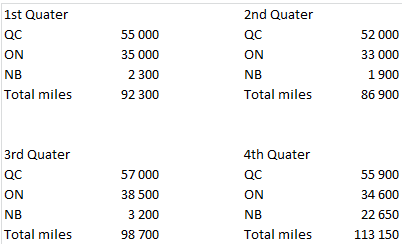 1st Quater 2nd Quater
QC 55 000 QC 52 000
ON 35 000 ON 33 000
NB 2 300 NB 1 900
Total miles 92 300 Total miles 86 900
3rd Quater 4th Quater
QC 57 000 QC 55 900
ON 38 500 ON 34 600
NB 3 200 NB 22 650
Total miles 98 700 Total miles 113 150